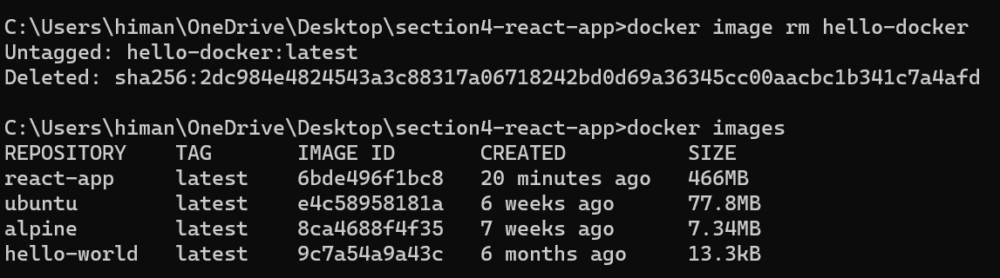 C:\Users\himan\OneDrive\Desktop\section4-react-app>docker image rm hello-docker
Untagged: hello-docker:latest
Deleted: sha256:2dc984e4824543a3c88317a06718242bd0d69a36345cc00aacbc1b341c7a4afd
C:\Users\himan\OneDrive\Desktop\section4-react-app>docker images
REPOSITORY TAG IMAGE ID CREATED SIZE
react-app latest 6bde496f1bc8 20 minutes ago 466MB
ubuntu latest e4c58958181a 6 weeks ago 77.8MB
alpine latest 8ca4688f4f35 7 weeks ago 7.34MB
hello-world latest 9c7a54a9a43c 6 months ago 13.3kB